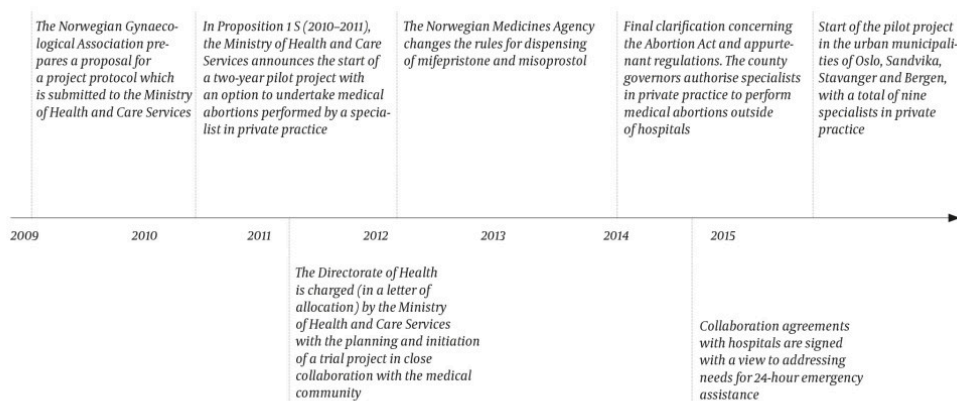 The Norwegian Gynaeco-
logical Association pre-
pares a proposal for
a project protocol which
is submitted to the Ministry
of Health and Care Services
In Proposition 1 S (2010–2011),
the Ministry of Health and Care
Services announces the start of
a two-year pilot project with
an option to undertake medical
abortions performed by a specia-
list in private practice
The Norwegian Medicines Agency
changes the rules for dispensing
of mifepristone and misoprostol
Final clarification concerning
the Abortion Act and appurte-
nant regulations. The county
governors authorise specialists
in private practice to perform
medical abortions outside
of hospitals
Start of the pilot project
in the urban municipali-
ties of Oslo, Sandvika,
Stavanger and Bergen,
with a total of nine
specialists in private
practice
2009 2010 2011 2012 2013 2014 2015
The Directorate of Health
is charged (in a letter of
allocation) by the Ministry
of Health and Care Services
with the planning and initiation
of a trial project in close
collaboration with the medical
community
Collaboration agreements
with hospitals are signed
with a view to addressing
needs for 24-hour emergency
assistance